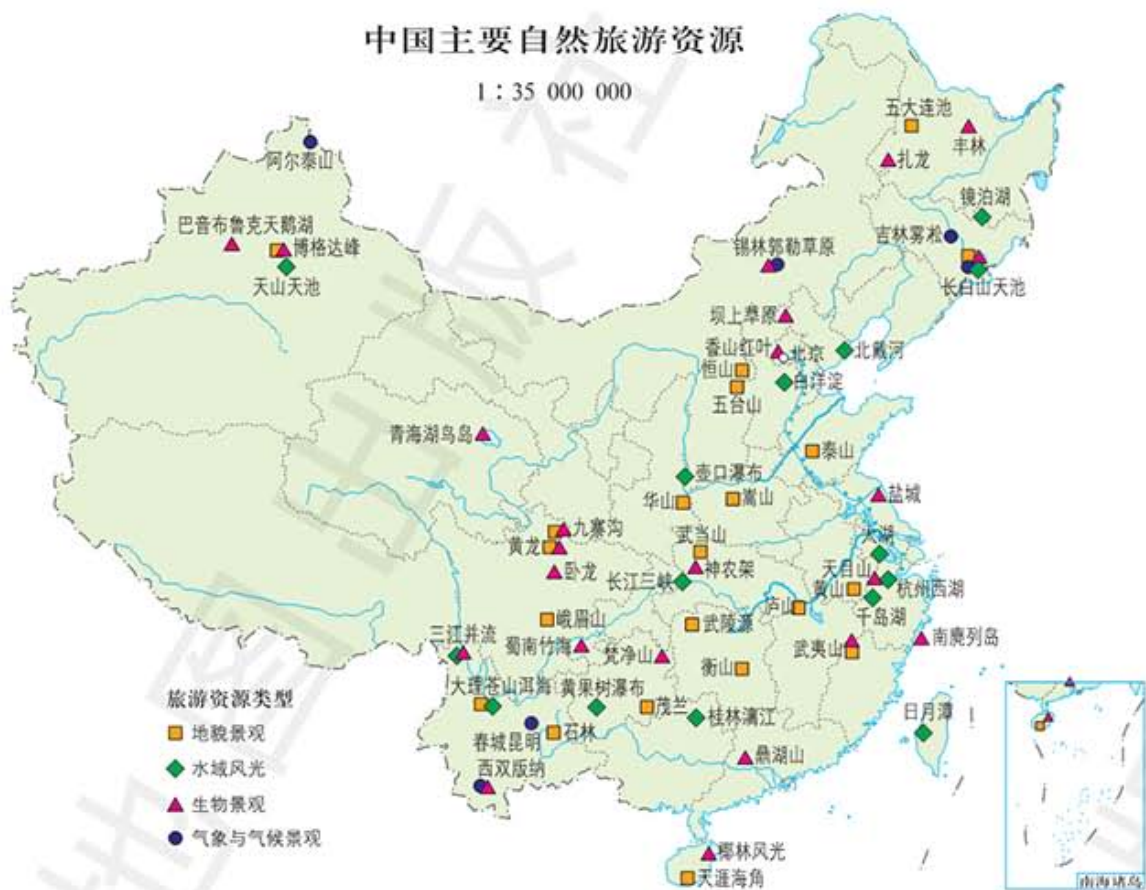 中国主要自然旅游资源
1∶35 000 000
五大连池
丰林
扎龙
阿尔泰山
镜泊湖
巴音布鲁克天鹅湖
博格达峰
天山天池
吉林雾凇
锡林郭勒草原
长白山天池
坝上草原
香山红叶
北京
北戴河
恒山
白洋淀
五台山
青海湖鸟岛
泰山
壶口瀑布
华山
嵩山
盐城
九寨沟
武当山
太湖
黄龙
神农架
天目山
卧龙
长江三峡
黄山
杭州西湖
庐山
千岛湖
峨眉山
武陵源
三江并流
蜀南竹海
梵净山
武夷山
南麂列岛
衡山
大理苍山洱海
黄果树瀑布
旅游资源类型
茂兰
桂林漓江
日月潭
地貌景观
春城昆明
石林
水域风光
西双版纳
鼎湖山
生物景观
气象与气候景观
椰林风光
天涯海角
南海诸岛